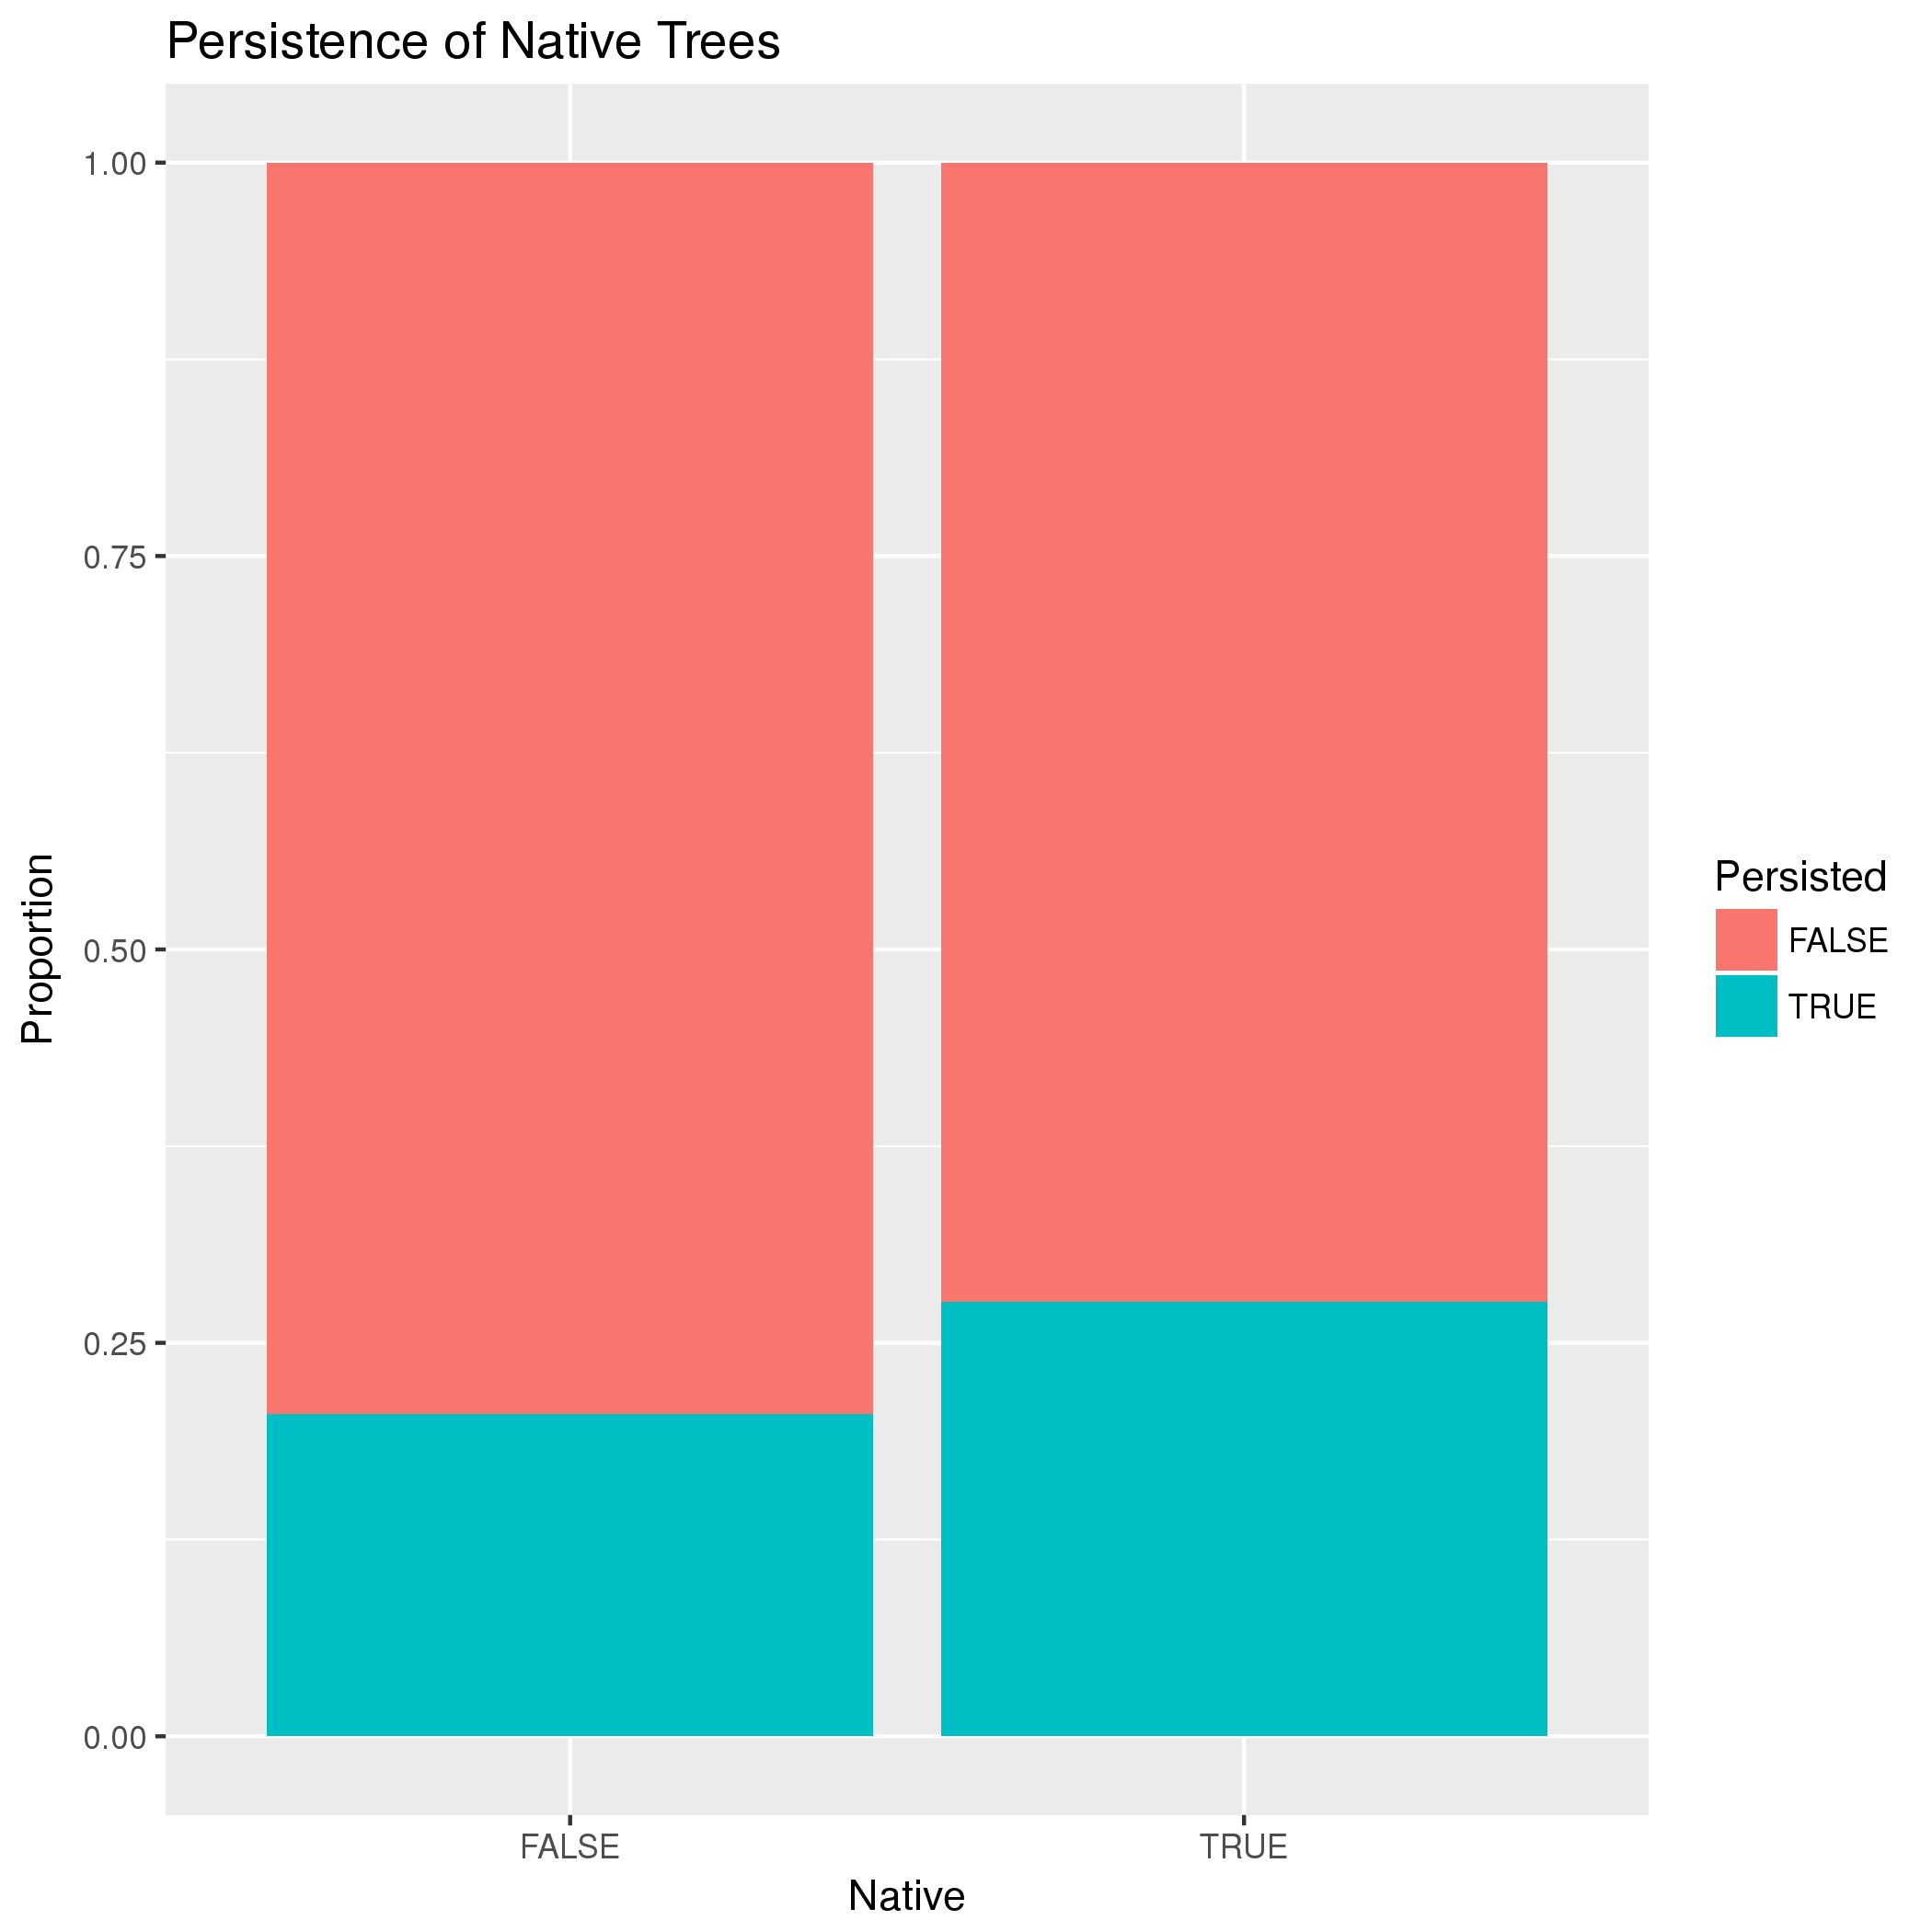 Persistence of Native Trees
1.00
0.75
0.50
0.25
0.00
Proportion
FALSE
TRUE
Native
Persisted
FALSE
TRUE